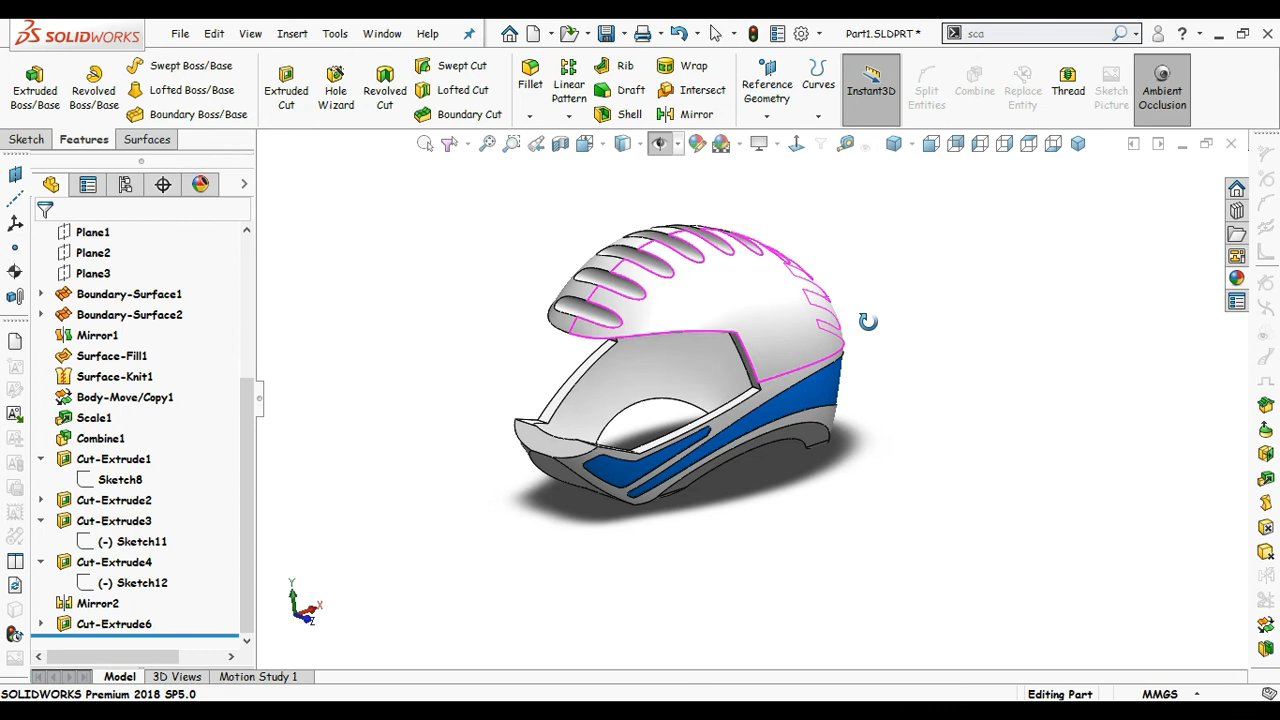 SOLIDWORKS File Edit View Insert Tools Window Help Part1.SLDPRT * sca ?
Extruded Boss/Base
Revolved Boss/Base
Swept Boss/Base
Lofted Boss/Base
Boundary Boss/Base
Extruded Cut
Hole Wizard
Revolved Cut
Swept Cut
Lofted Cut
Boundary Cut
Fillet
Linear Pattern
Rib
Draft
Shell
Wrap
Intersect
Mirror
Reference Geometry
Curves
Instant3D
Split Entities
Combine
Replace Entity
Thread
Sketch Picture
Ambient Occlusion
Sketch Features Surfaces
Plane1
Plane2
Plane3
Boundary-Surface1
Boundary-Surface2
Mirror1
Surface-Fill1
Surface-Knit1
Body-Move/Copy1
Scale1
Combine1
Cut-Extrude1
Sketch8
Cut-Extrude2
Cut-Extrude3
(-) Sketch11
Cut-Extrude4
(-) Sketch12
Mirror2
Cut-Extrude6
Y
X
Z
Model 3D Views Motion Study 1
SOLIDWORKS Premium 2018 SP5.0 Editing Part MMGS